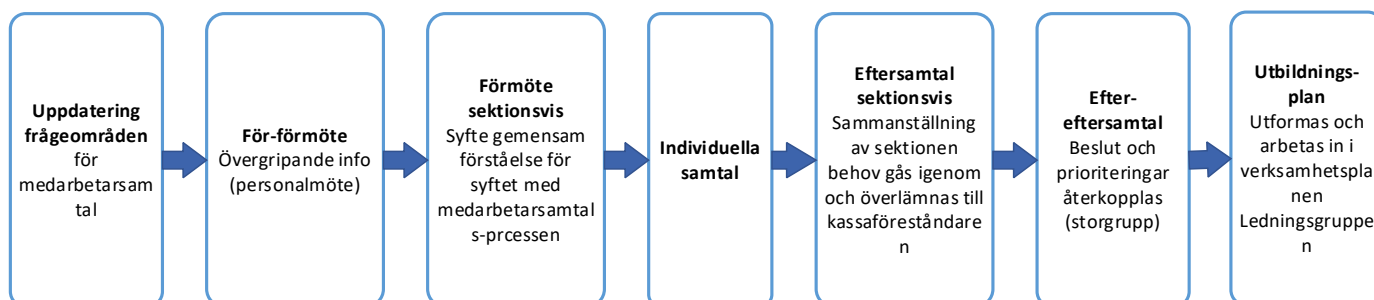 Uppdatering
frågeområden
för
medarbetarsam
tal
För-förmöte
Övergripande info
(personalmöte)
Förmöte
sektionsvis
Syfte gemensam
förståelse för
syftet med
medarbetarsamtal
s-prcessen
Individuella
samtal
Eftersamtal
sektionsvis
Sammanställning
av sektionen
behov gås igenom
och överlämnas till
kassaföreståndare
n
Efter-
eftersamtal
Beslut och
prioriteringar
återkopplas
(storgrupp)
Utbildnings-
plan
Utformas och
arbetas in i
verksamhetspla
nen
Ledningsgruppe
n